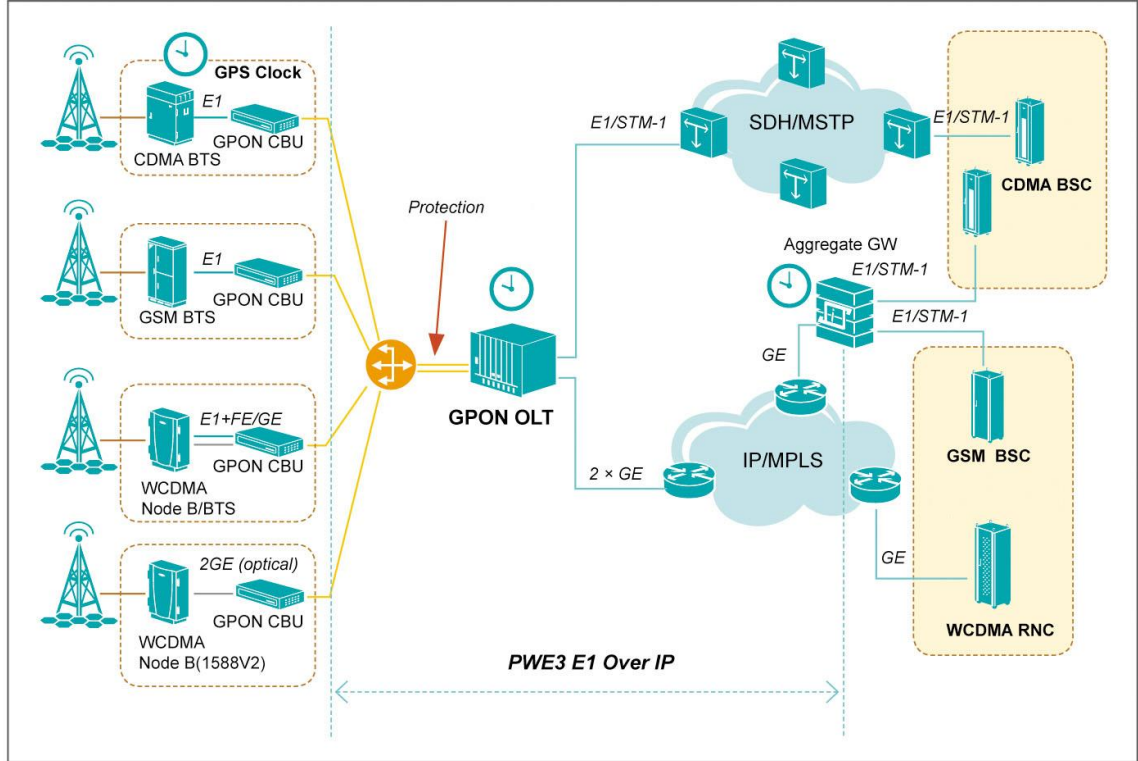 GPS Clock
E1
GPON CBU
CDMA BTS
E1
GPON CBU
GSM BTS
E1+FE/GE
GPON CBU
WCDMA
Node B/BTS
2GE (optical)
GPON CBU
WCDMA
Node B(1588V2)
Protection
GPON OLT
E1/STM-1
SDH/MSTP
E1/STM-1
CDMA BSC
Aggregate GW
E1/STM-1
E1/STM-1
GE
GSM BSC
IP/MPLS
2 × GE
GE
WCDMA RNC
PWE3 E1 Over IP